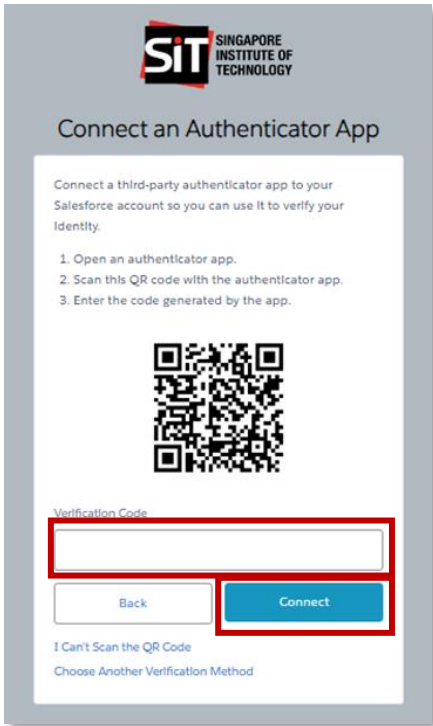 SiT
SINGAPORE
INSTITUTE OF
TECHNOLOGY
Connect an Authenticator App
Connect a third-party authenticator app to your
Salesforce account so you can use it to verify your
identity.
1. Open an authenticator app.
2. Scan this QR code with the authenticator app.
3. Enter the code generated by the app.
Verification Code
Back
Connect
I Can't Scan the QR Code
Choose Another Verification Method